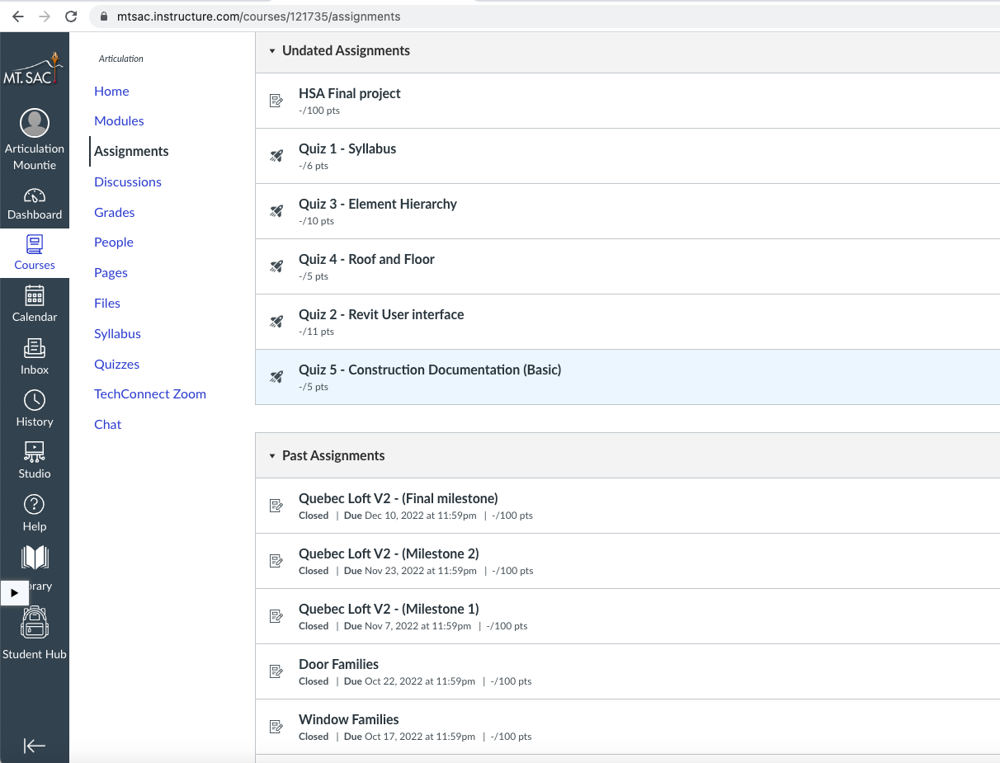 mtsac.instructure.com/courses/121735/assignments
MT. SAC
Articulation
Mountie
Dashboard
Courses
Calendar
Inbox
History
Studio
?
Help
Student Hub
Articulation
Home
Modules
Assignments
Discussions
Grades
People
Pages
Files
Syllabus
Quizzes
TechConnect Zoom
Chat
Undated Assignments
HSA Final project
-/100 pts
Quiz 1 - Syllabus
-/6 pts
Quiz 3 - Element Hierarchy
-/10 pts
Quiz 4 - Roof and Floor
-/5 pts
Quiz 2 - Revit User interface
-/11 pts
Quiz 5 - Construction Documentation (Basic)
-/5 pts
Past Assignments
Quebec Loft V2 - (Final milestone)
Closed | Due Dec 10, 2022 at 11:59pm | -/100 pts
Quebec Loft V2 - (Milestone 2)
Closed | Due Nov 23, 2022 at 11:59pm | -/100 pts
Quebec Loft V2 - (Milestone 1)
Closed | Due Nov 7, 2022 at 11:59pm | -/100 pts
Door Families
Closed | Due Oct 22, 2022 at 11:59pm | -/100 pts
Window Families
Closed | Due Oct 17, 2022 at 11:59pm | -/100 pts